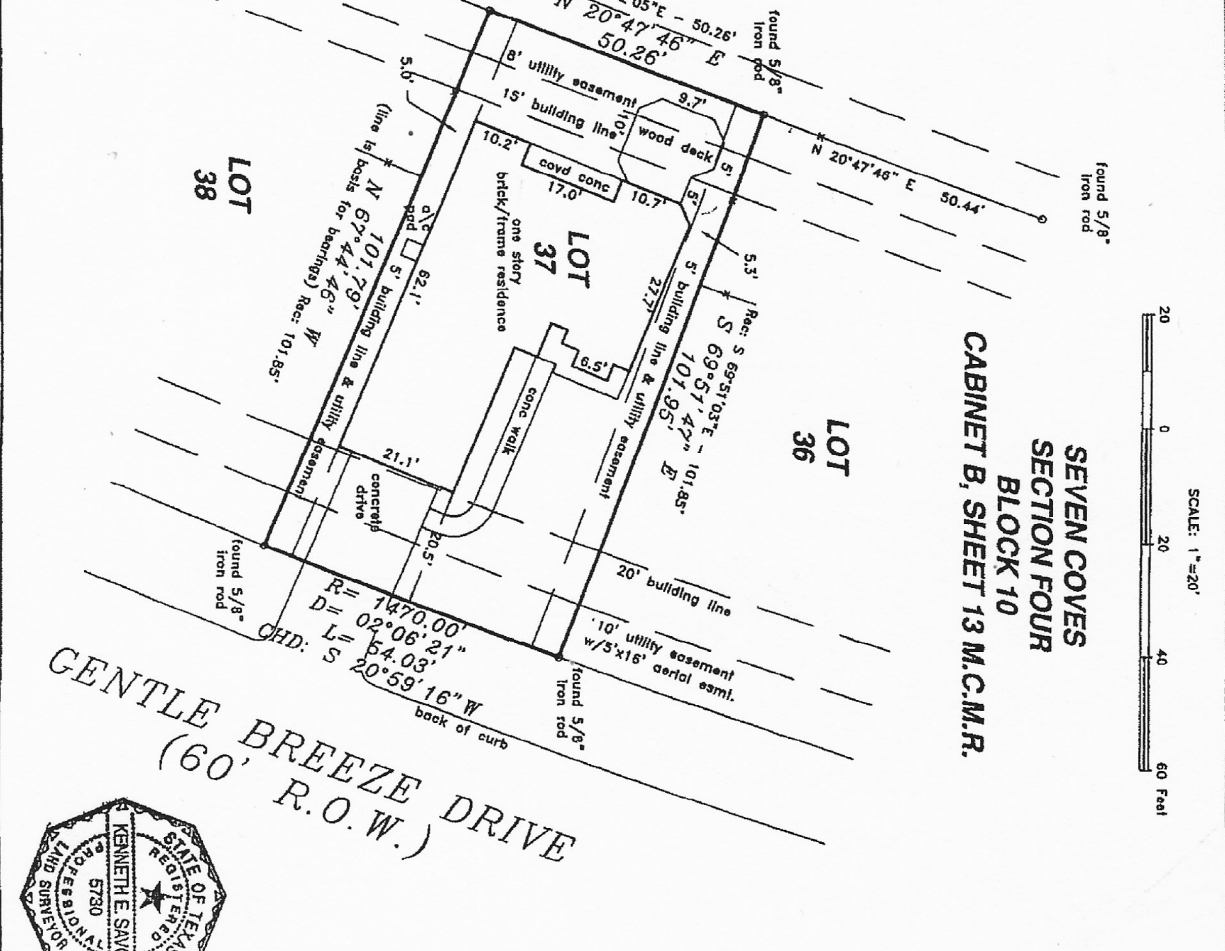 05"E - 50.26'
N 20°47'46" E
50.26'
found 5/8"
iron rod
8' utility easement
15' building line
5.0'
9.7'
10'
wood deck
5'
5'
10.2'
covd conc
17.0'
10.7'
N 20°47'46" E 50.44'
found 5/8"
iron rod
LOT
38
(line is basis for bearings) Rec: 101.85'
N 67°44'46" W
101.79'
a/c
pad
62.1'
5' building line & utility easement
one story
brick/frame residence
LOT
37
27.7'
5.3'
5' building line & utility easement
Rec: S 69°51'03"E - 101.85'
S 69°51'47" E
101.95'
6.5'
conc walk
LOT
36
SEVEN COVES
SECTION FOUR
BLOCK 10
CABINET B, SHEET 13 M.C.M.R.
20 0 20 40 60 Feet
SCALE: 1"=20'
21.1'
concrete
drive
20.5'
20' building line
10' utility easement
w/5'x16' aerial esmt.
found 5/8"
iron rod
found 5/8"
iron rod
R= 1470.00'
D= 02°06'21"
L= 54.03'
CHD: S 20°59'16"W
back of curb
GENTLE BREEZE DRIVE
(60' R.O.W.)
STATE OF TEXAS
REGISTERED
KENNETH E. SAVO
5730
PROFESSIONAL
LAND SURVEYOR